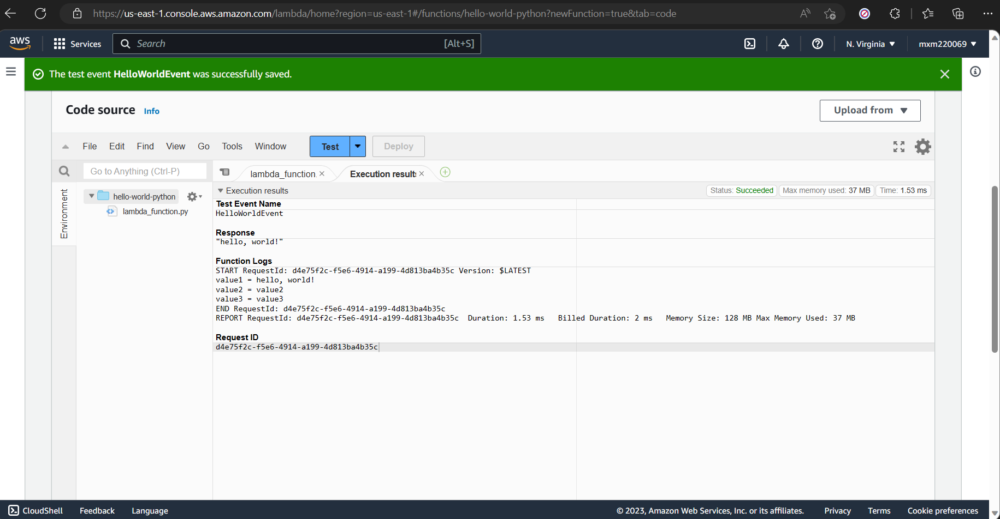 https://us-east-1.console.aws.amazon.com/lambda/home?region=us-east-1#/functions/hello-world-python?newFunction=true&tab=code
aws
Services
Search
[Alt+S]
N. Virginia
mxm220069
The test event HelloWorldEvent was successfully saved.
Code source Info
Upload from
File Edit Find View Go Tools Window
Test
Deploy
Go to Anything (Ctrl-P)
lambda_function.
Execution results
Environment
hello-world-python
lambda_function.py
Execution results
Status: Succeeded
Max memory used: 37 MB
Time: 1.53 ms
Test Event Name
HelloWorldEvent
Response
"hello, world!"
Function Logs
START RequestId: d4e75f2c-f5e6-4914-a199-4d813ba4b35c Version: $LATEST
value1 = hello, world!
value2 = value2
value3 = value3
END RequestId: d4e75f2c-f5e6-4914-a199-4d813ba4b35c
REPORT RequestId: d4e75f2c-f5e6-4914-a199-4d813ba4b35c Duration: 1.53 ms Billed Duration: 2 ms Memory Size: 128 MB Max Memory Used: 37 MB
Request ID
d4e75f2c-f5e6-4914-a199-4d813ba4b35c
CloudShell
Feedback
Language
© 2023, Amazon Web Services, Inc. or its affiliates.
Privacy
Terms
Cookie preferences